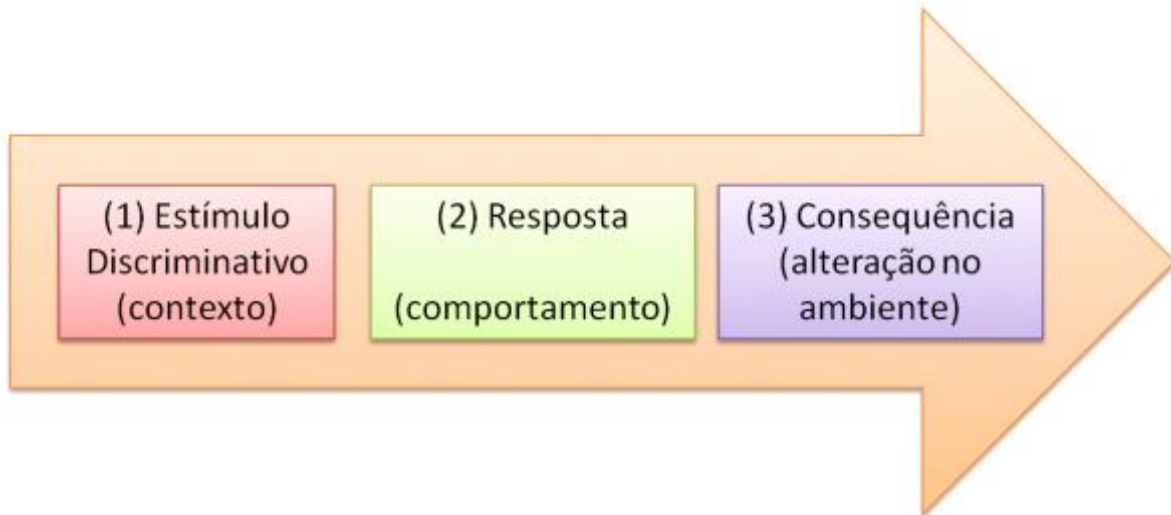 (1) Estímulo
Discriminativo
(contexto)
(2) Resposta
(comportamento)
(3) Consequência
(alteração no
ambiente)